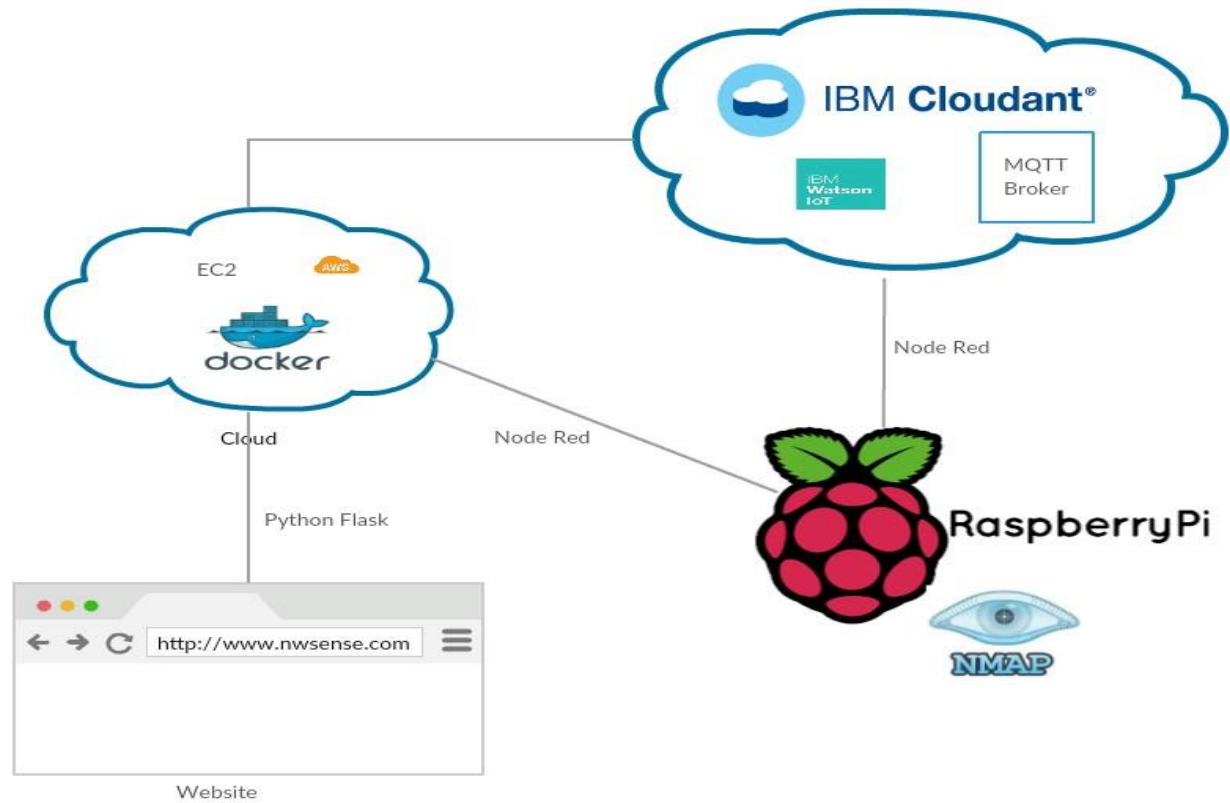 IBM Cloudant®
IBM
Watson
IoT
MQTT
Broker
EC2
AWS
docker
Node Red
Cloud
Node Red
Python Flask
RaspberryPi
http://www.nwsense.com
NMAP
Website